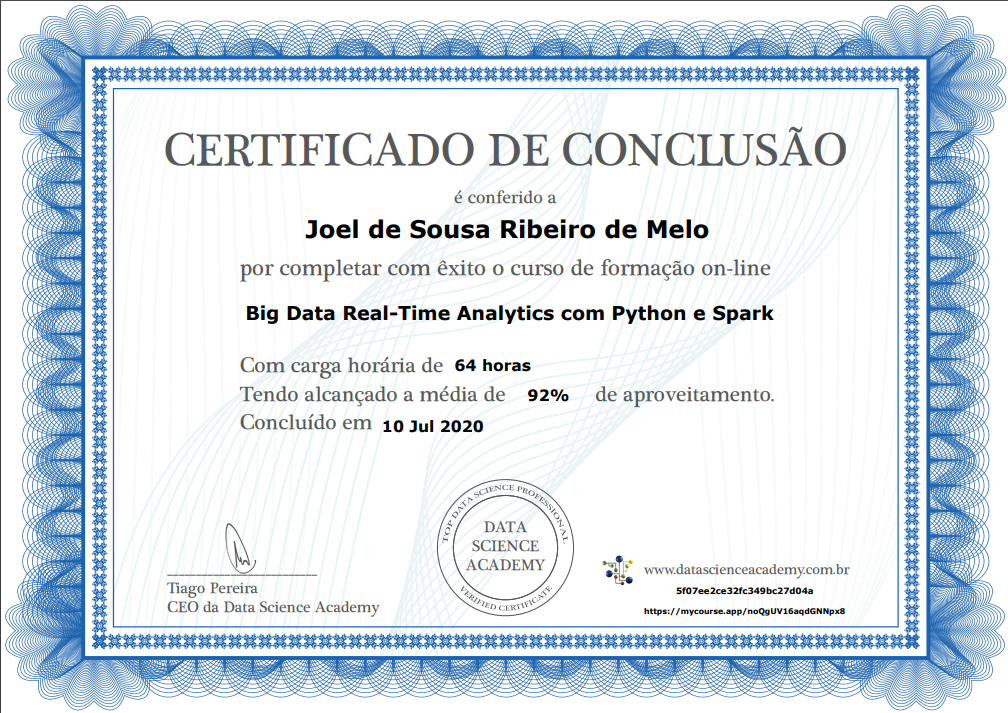 CERTIFICADO DE CONCLUSÃO
é conferido a
Joel de Sousa Ribeiro de Melo
por completar com êxito o curso de formação on-line
Big Data Real-Time Analytics com Python e Spark
Com carga horária de 64 horas
Tendo alcançado a média de 92% de aproveitamento.
Concluído em 10 Jul 2020
TOP DATA SCIENCE PROFESSIONAL
DATA
SCIENCE
ACADEMY
VERIFIED CERTIFICATE
Tiago Pereira
CEO da Data Science Academy
www.datascienceacademy.com.br
5f07ee2ce32fc349bc27d04a
https://mycourse.app/noQgUV16aqdGNNpx8